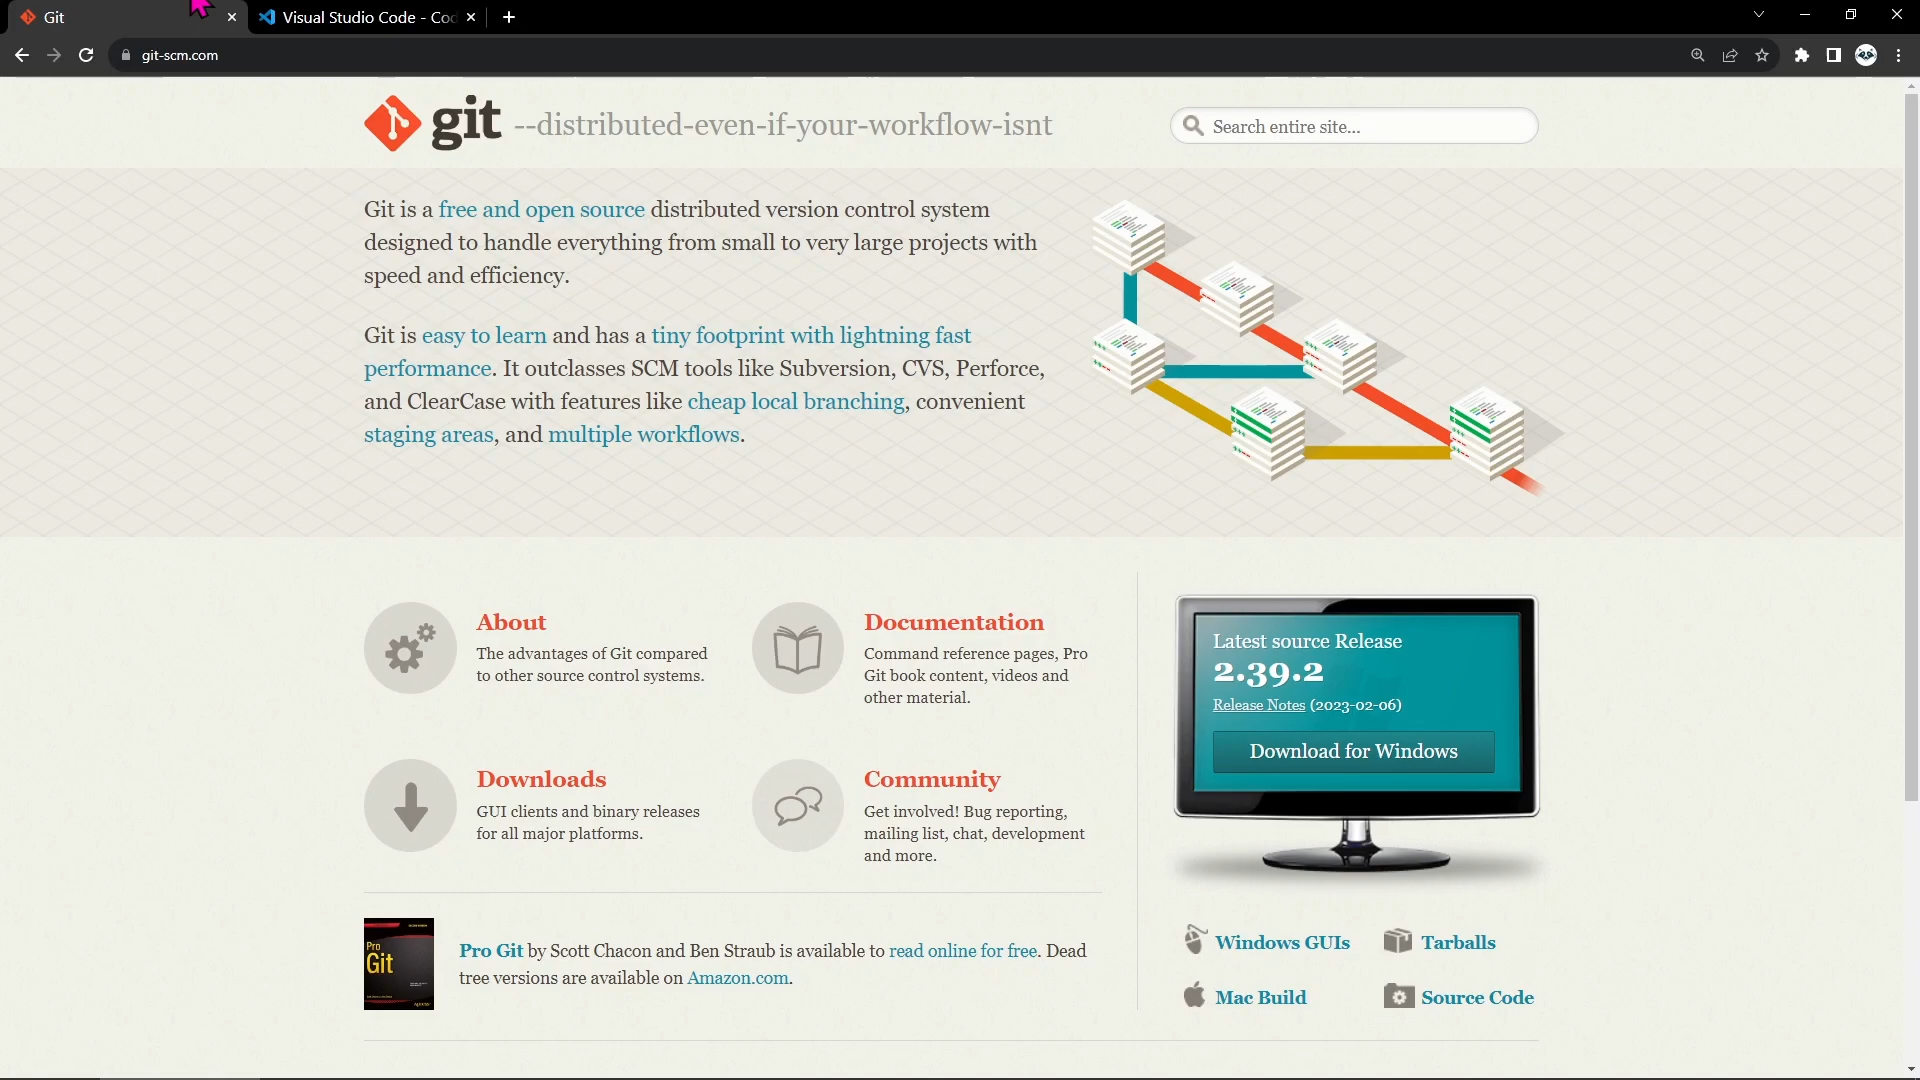 Git
Visual Studio Code - Cod
git-scm.com
git --distributed-even-if-your-workflow-isnt
Search entire site...
Git is a free and open source distributed version control system
designed to handle everything from small to very large projects with
speed and efficiency.
Git is easy to learn and has a tiny footprint with lightning fast
performance. It outclasses SCM tools like Subversion, CVS, Perforce,
and ClearCase with features like cheap local branching, convenient
staging areas, and multiple workflows.
About
The advantages of Git compared
to other source control systems.
Documentation
Command reference pages, Pro
Git book content, videos and
other material.
Downloads
GUI clients and binary releases
for all major platforms.
Community
Get involved! Bug reporting,
mailing list, chat, development
and more.
Latest source Release
2.39.2
Release Notes (2023-02-06)
Download for Windows
Pro
Git
Pro Git by Scott Chacon and Ben Straub is available to read online for free. Dead
tree versions are available on Amazon.com.
Windows GUIs
Tarballs
Mac Build
Source Code